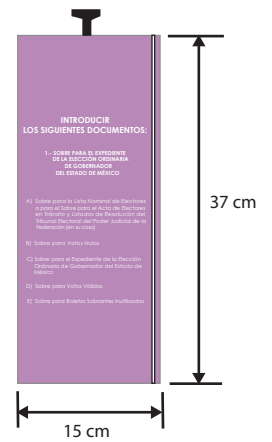 INTRODUCIR
LOS SIGUIENTES DOCUMENTOS:
1.- SOBRE PARA EL EXPEDIENTE
DE LA ELECCIÓN ORDINARIA
DE GOBERNADOR
DEL ESTADO DE MÉXICO
A) Sobre para la Lista Nominal de Electores
o para el Sobre para el Acta de Electores
en Tránsito y Listados de Resolución del
Tribunal Electoral del Poder Judicial de la
Federación (en su caso)
B) Sobre para Votos Nulos
C) Sobre para el Expediente de la Elección
Ordinaria de Gobernador del Estado de
México
D) Sobre para Votos Válidos
E) Sobre para Boletas Sobrantes Inutilizadas
37 cm
15 cm